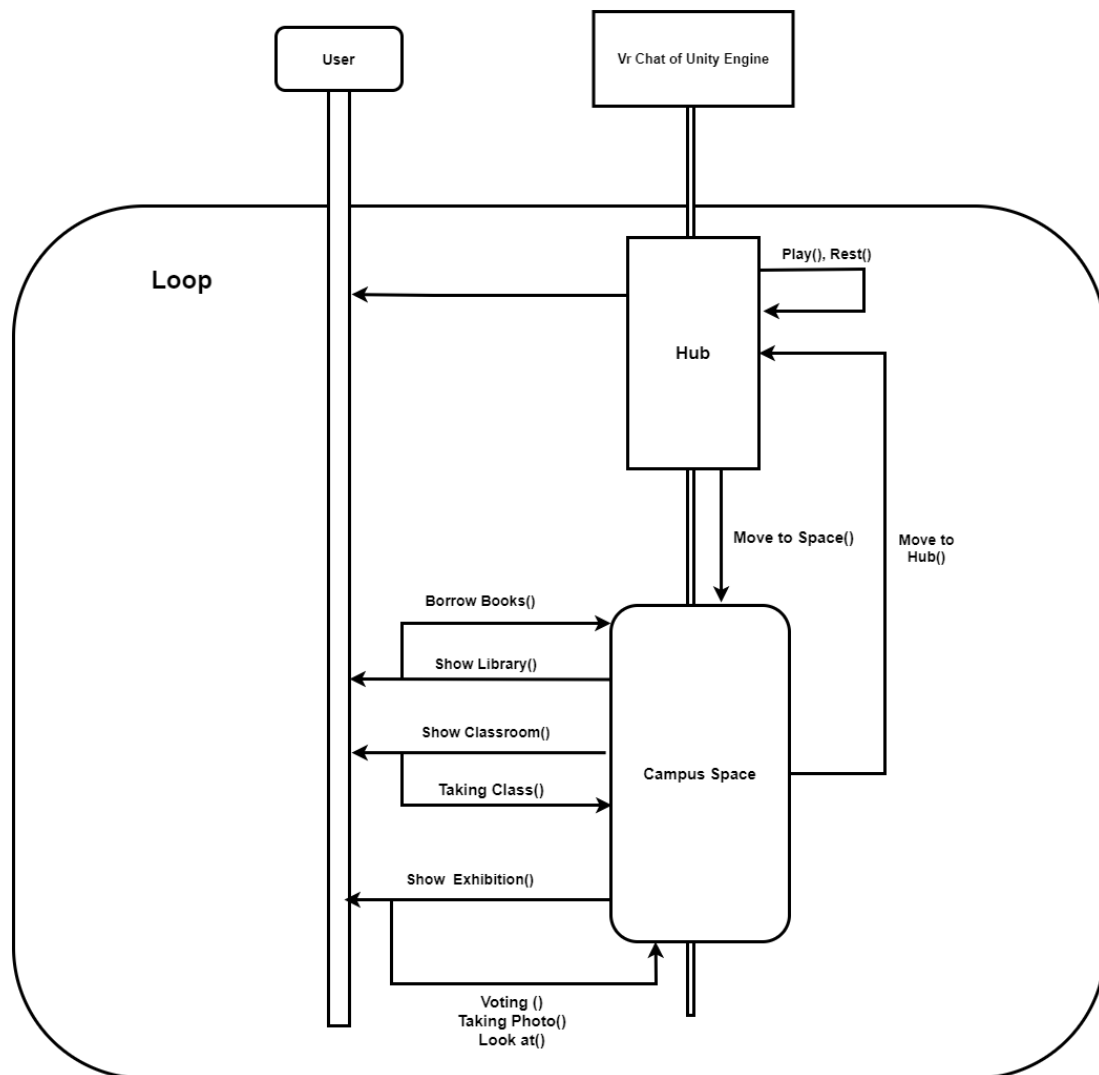 User
Vr Chat of Unity Engine
Loop
Play(), Rest()
Hub
Move to Space()
Move to
Hub()
Borrow Books()
Show Library()
Show Classroom()
Campus Space
Taking Class()
Show  Exhibition()
Voting ()
Taking Photo()
Look at()